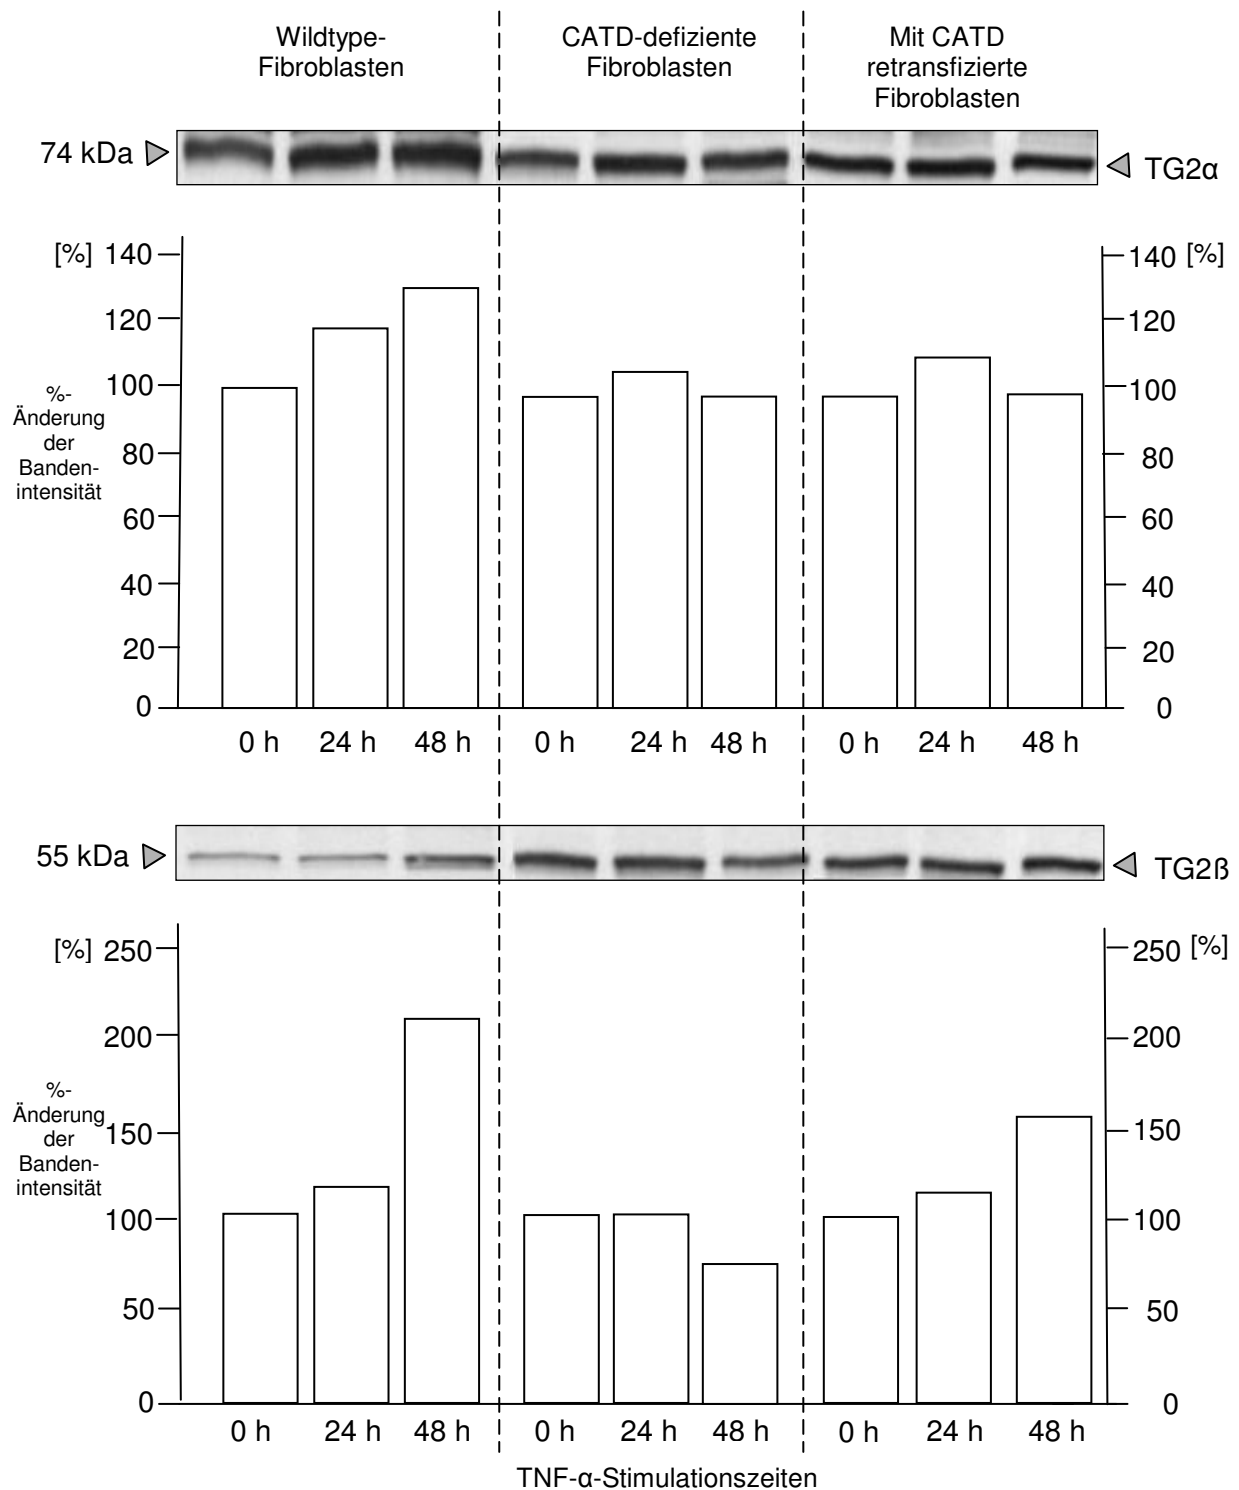 Wildtype-
Fibroblasten
CATD-defiziente
Fibroblasten
Mit CATD
retransfizierte
Fibroblasten
74 kDa
TG2α
[%] 140
120
100
80
60
40
20
0
%-
Änderung
der
Banden-
intensität
140 [%]
120
100
80
60
40
20
0
0 h 24 h 48 h 0 h 24 h 48 h 0 h 24 h 48 h
55 kDa
TG2ß
[%] 250
200
150
100
50
0
%-
Änderung
der
Banden-
intensität
250 [%]
200
150
100
50
0
0 h 24 h 48 h 0 h 24 h 48 h 0 h 24 h 48 h
TNF-α-Stimulationszeiten